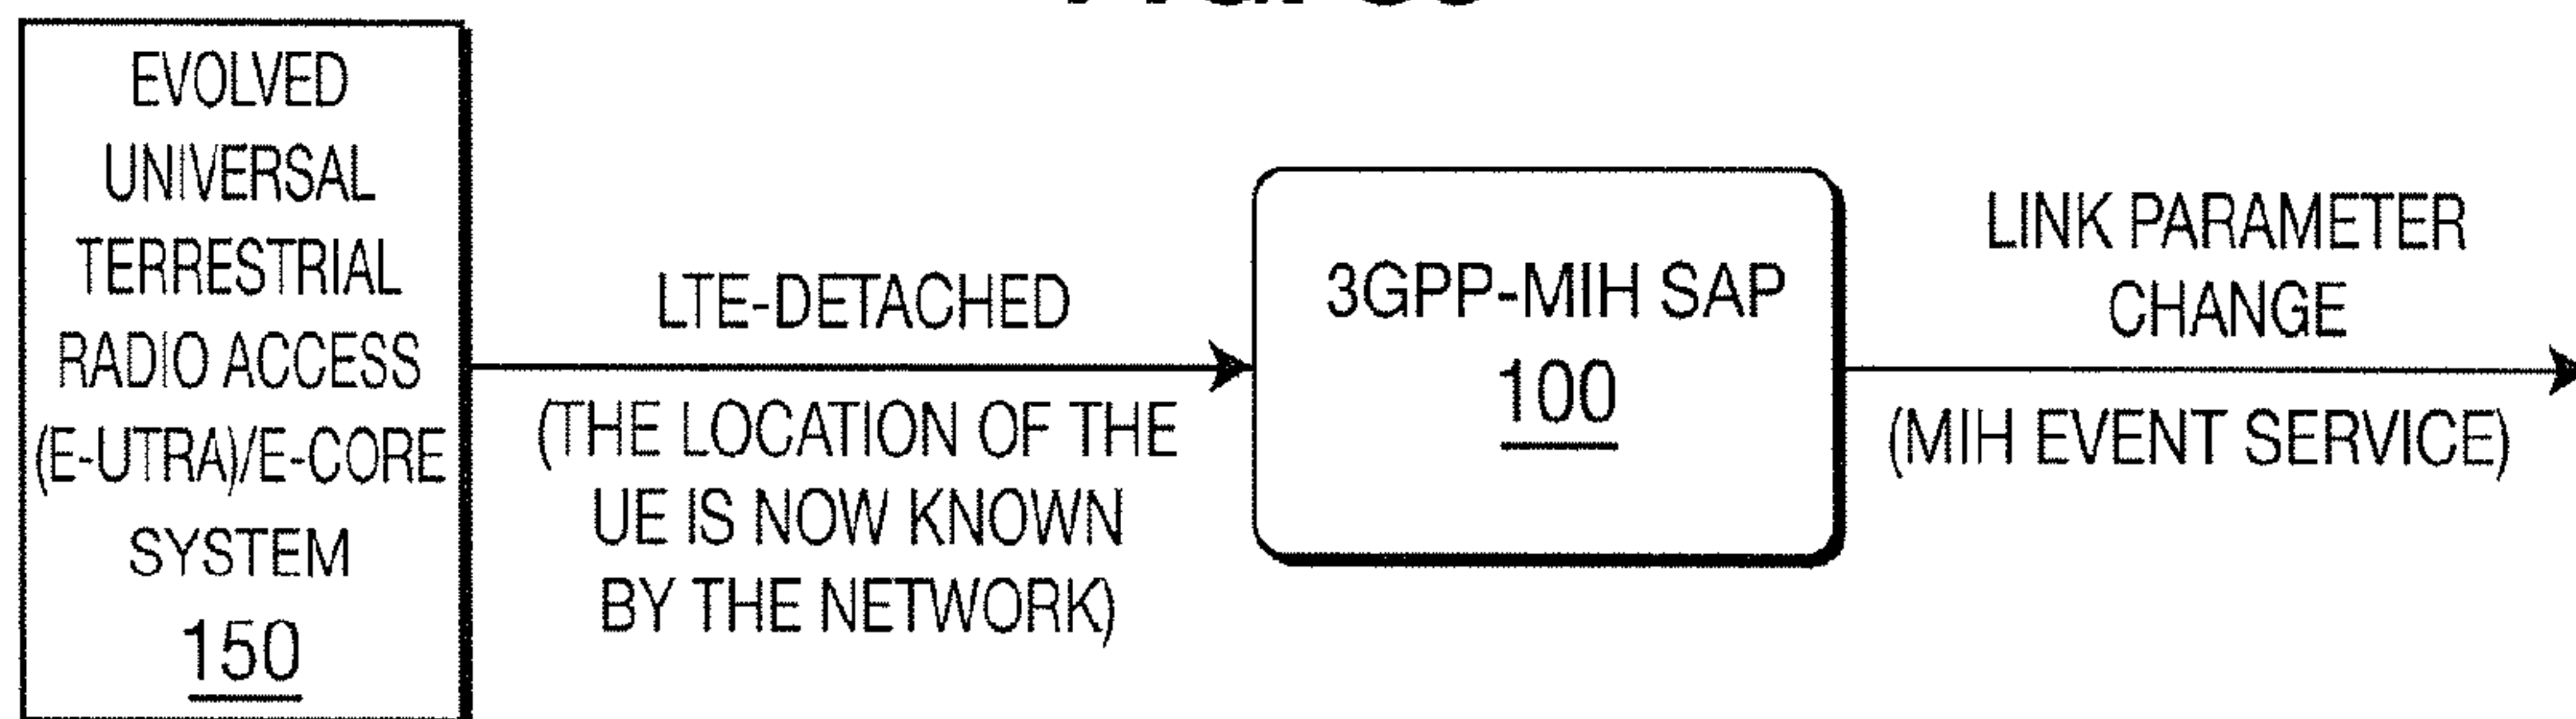 EVOLVED
UNIVERSAL
TERRESTRIAL
RADIO ACCESS
(E-UTRA)/E-CORE
SYSTEM
150
LTE-DETACHED
(THE LOCATION OF THE
UE IS NOW KNOWN
BY THE NETWORK)
3GPP-MIH SAP
100
LINK PARAMETER
CHANGE
(MIH EVENT SERVICE)